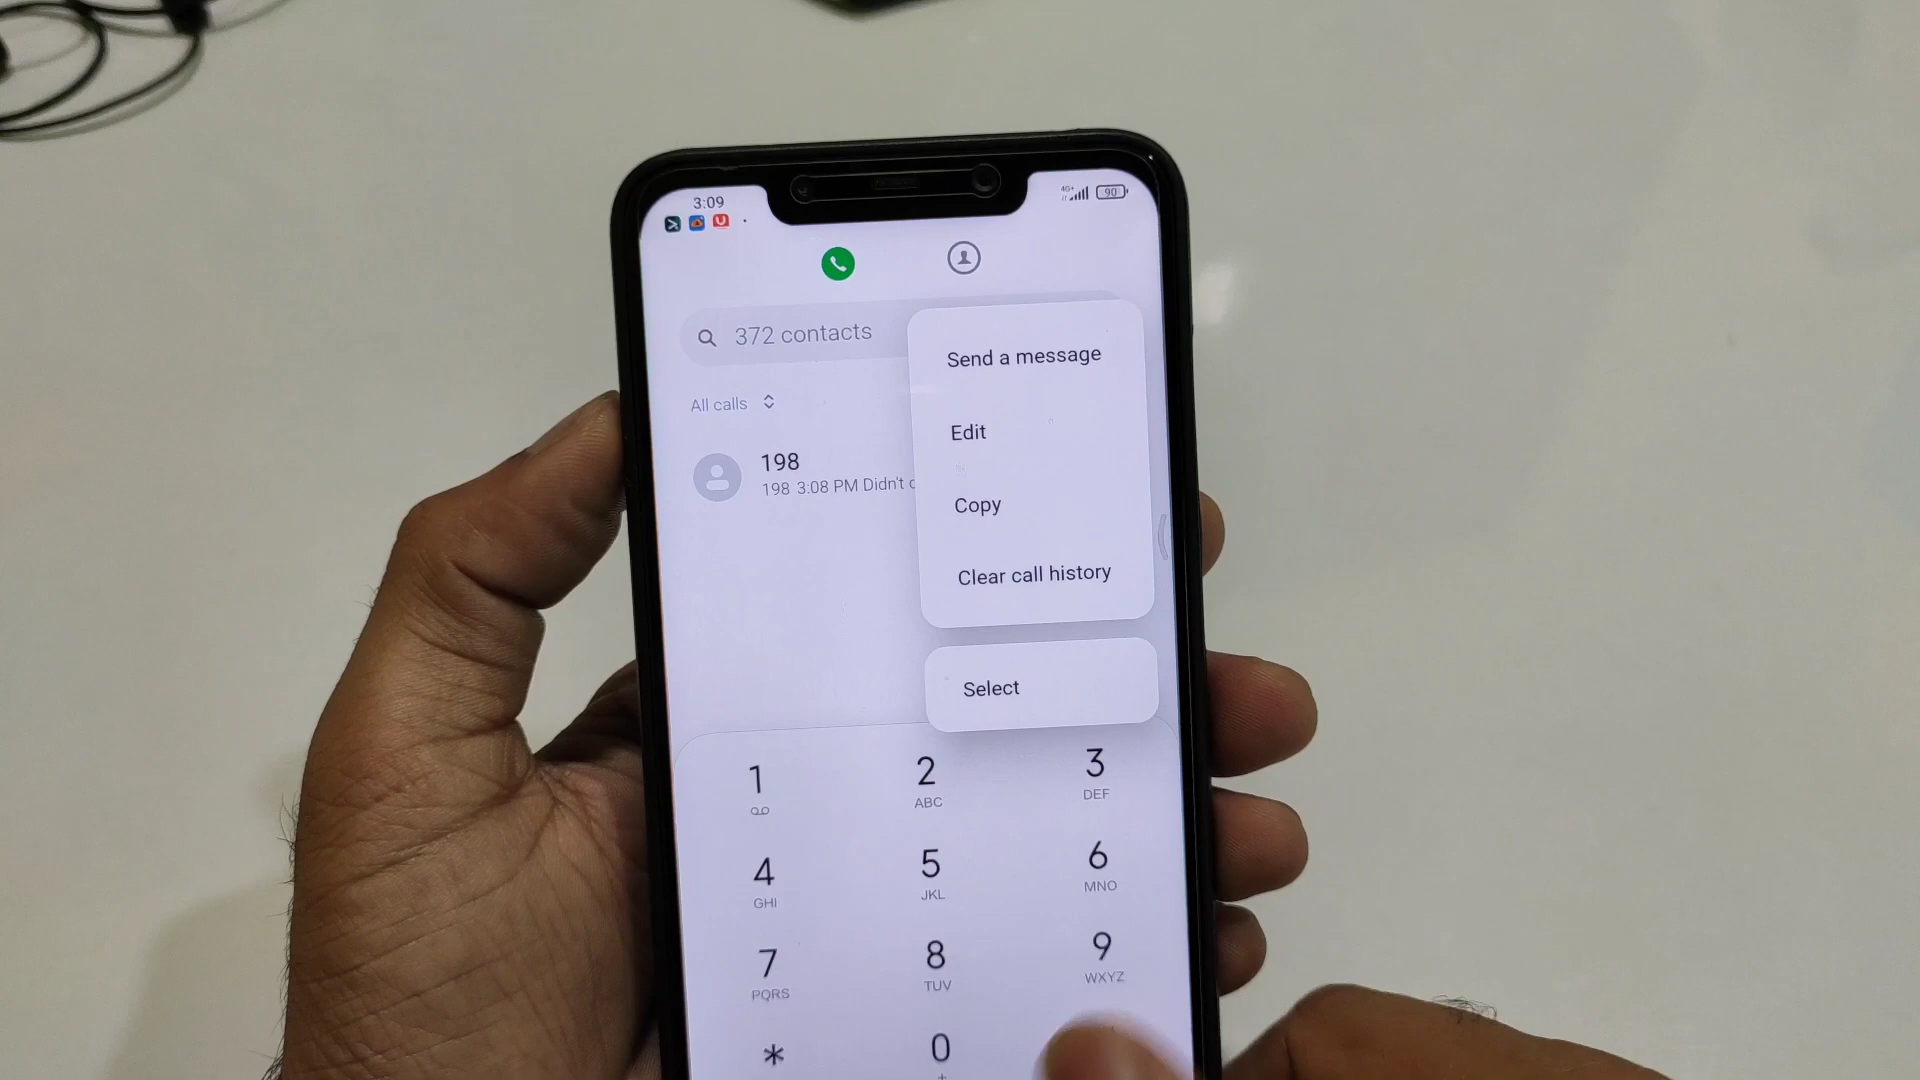 3:09
4G+
90
372 contacts
Send a message
All calls
Edit
198
198 3:08 PM Didn't c
Copy
Clear call history
Select
1
2 ABC
3 DEF
4 GHI
5 JKL
6 MNO
7 PQRS
8 TUV
9 WXYZ
*
0
+